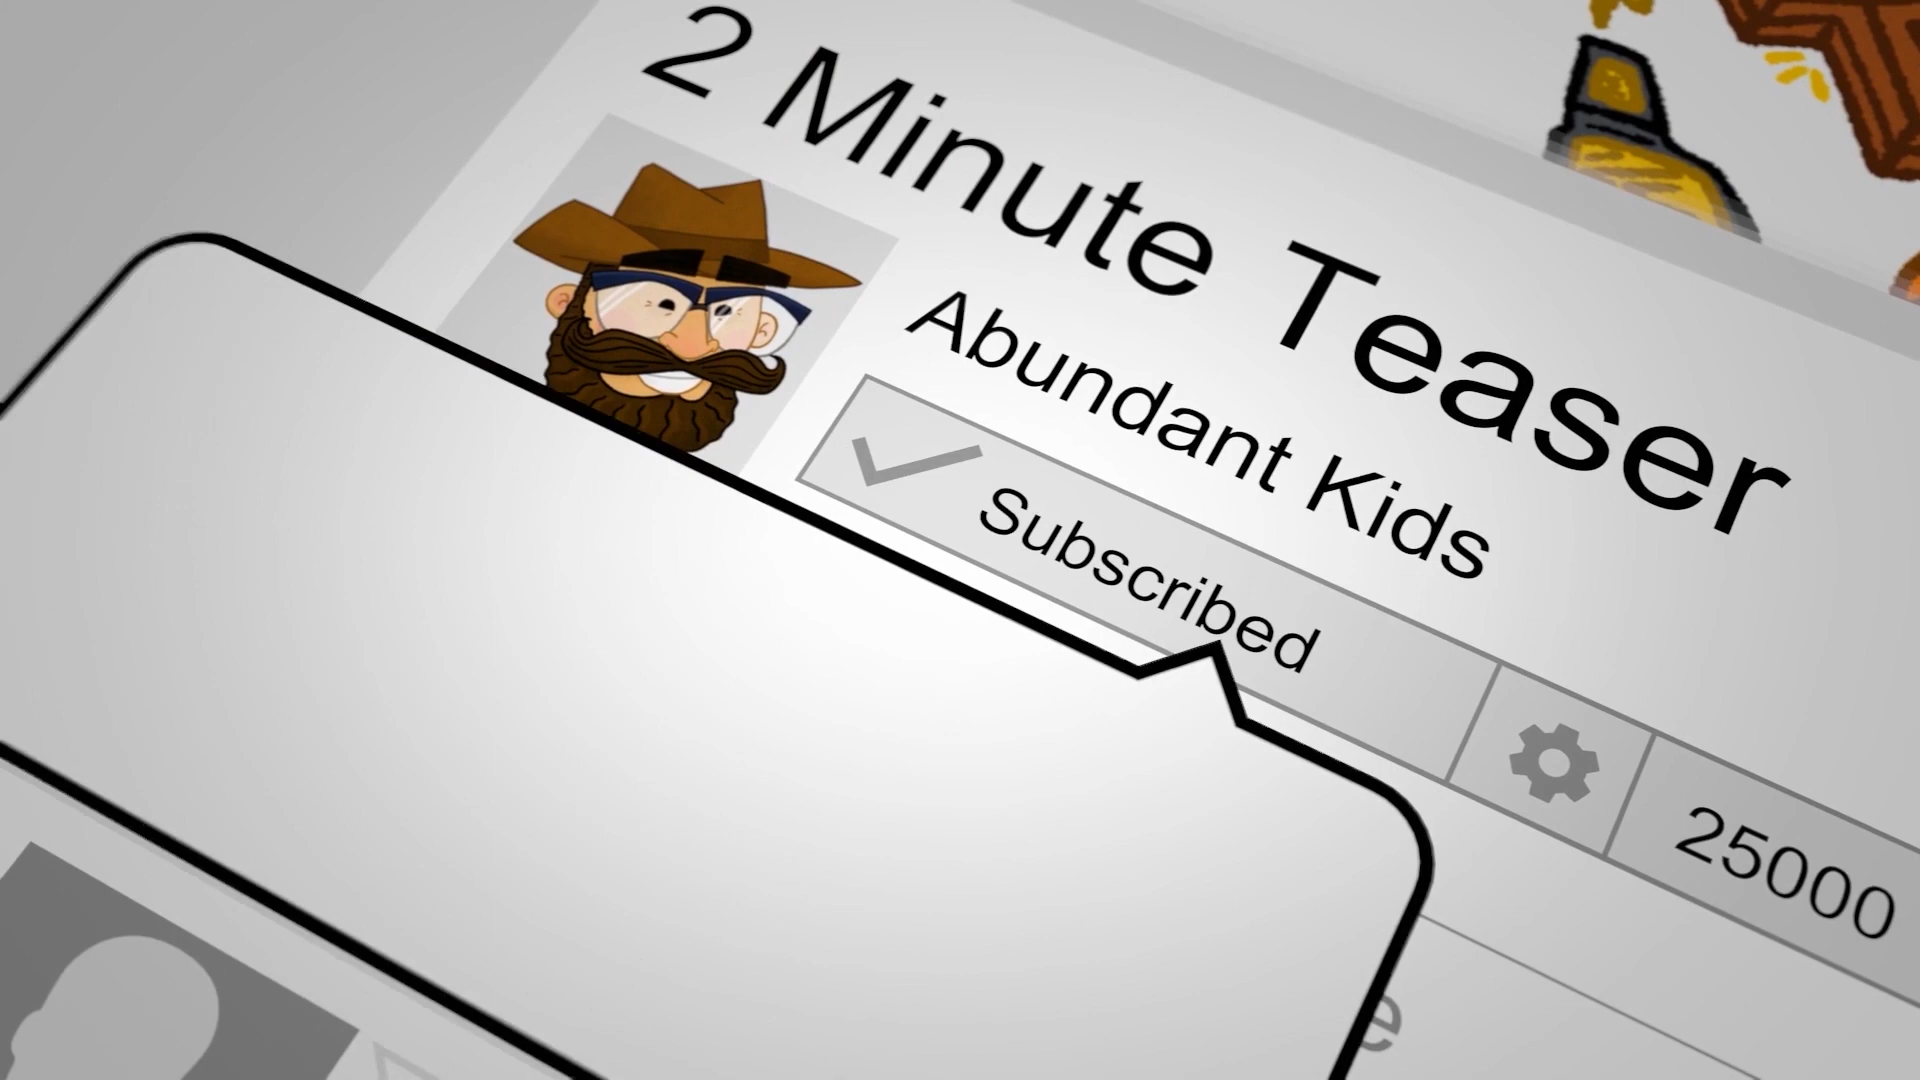 2 Minute Teaser
Abundant Kids
Subscribed
25000
e